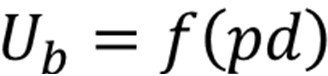 U_b = f(pd)